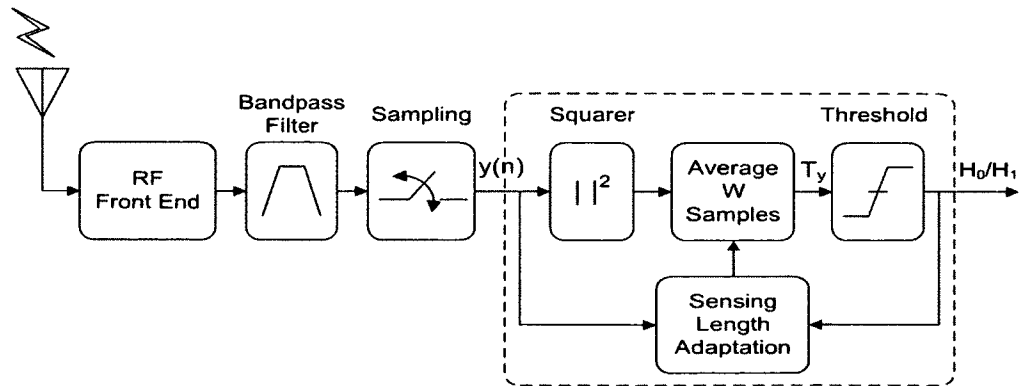 Bandpass
Filter
Sampling
Squarer
Threshold
RF
Front End
y(n)
| |²
Average
W
Samples
Tᵧ
H₀/H₁
Sensing
Length
Adaptation